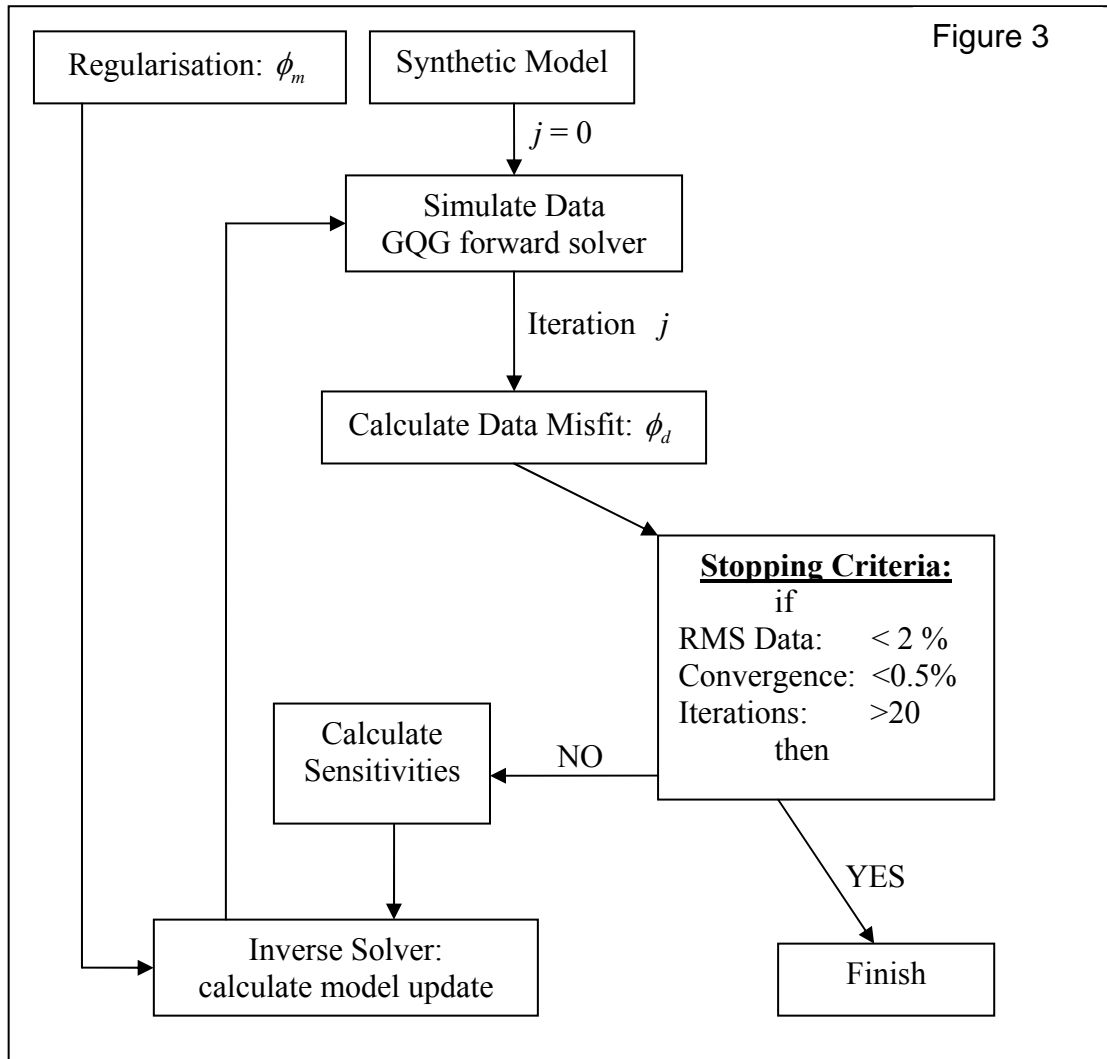 Figure 3
Regularisation: ϕm
Synthetic Model
j = 0
Simulate Data
GQG forward solver
Iteration j
Calculate Data Misfit: ϕd
Stopping Criteria:
if
RMS Data: < 2 %
Convergence: <0.5%
Iterations: >20
then
NO
Calculate
Sensitivities
YES
Inverse Solver:
calculate model update
Finish